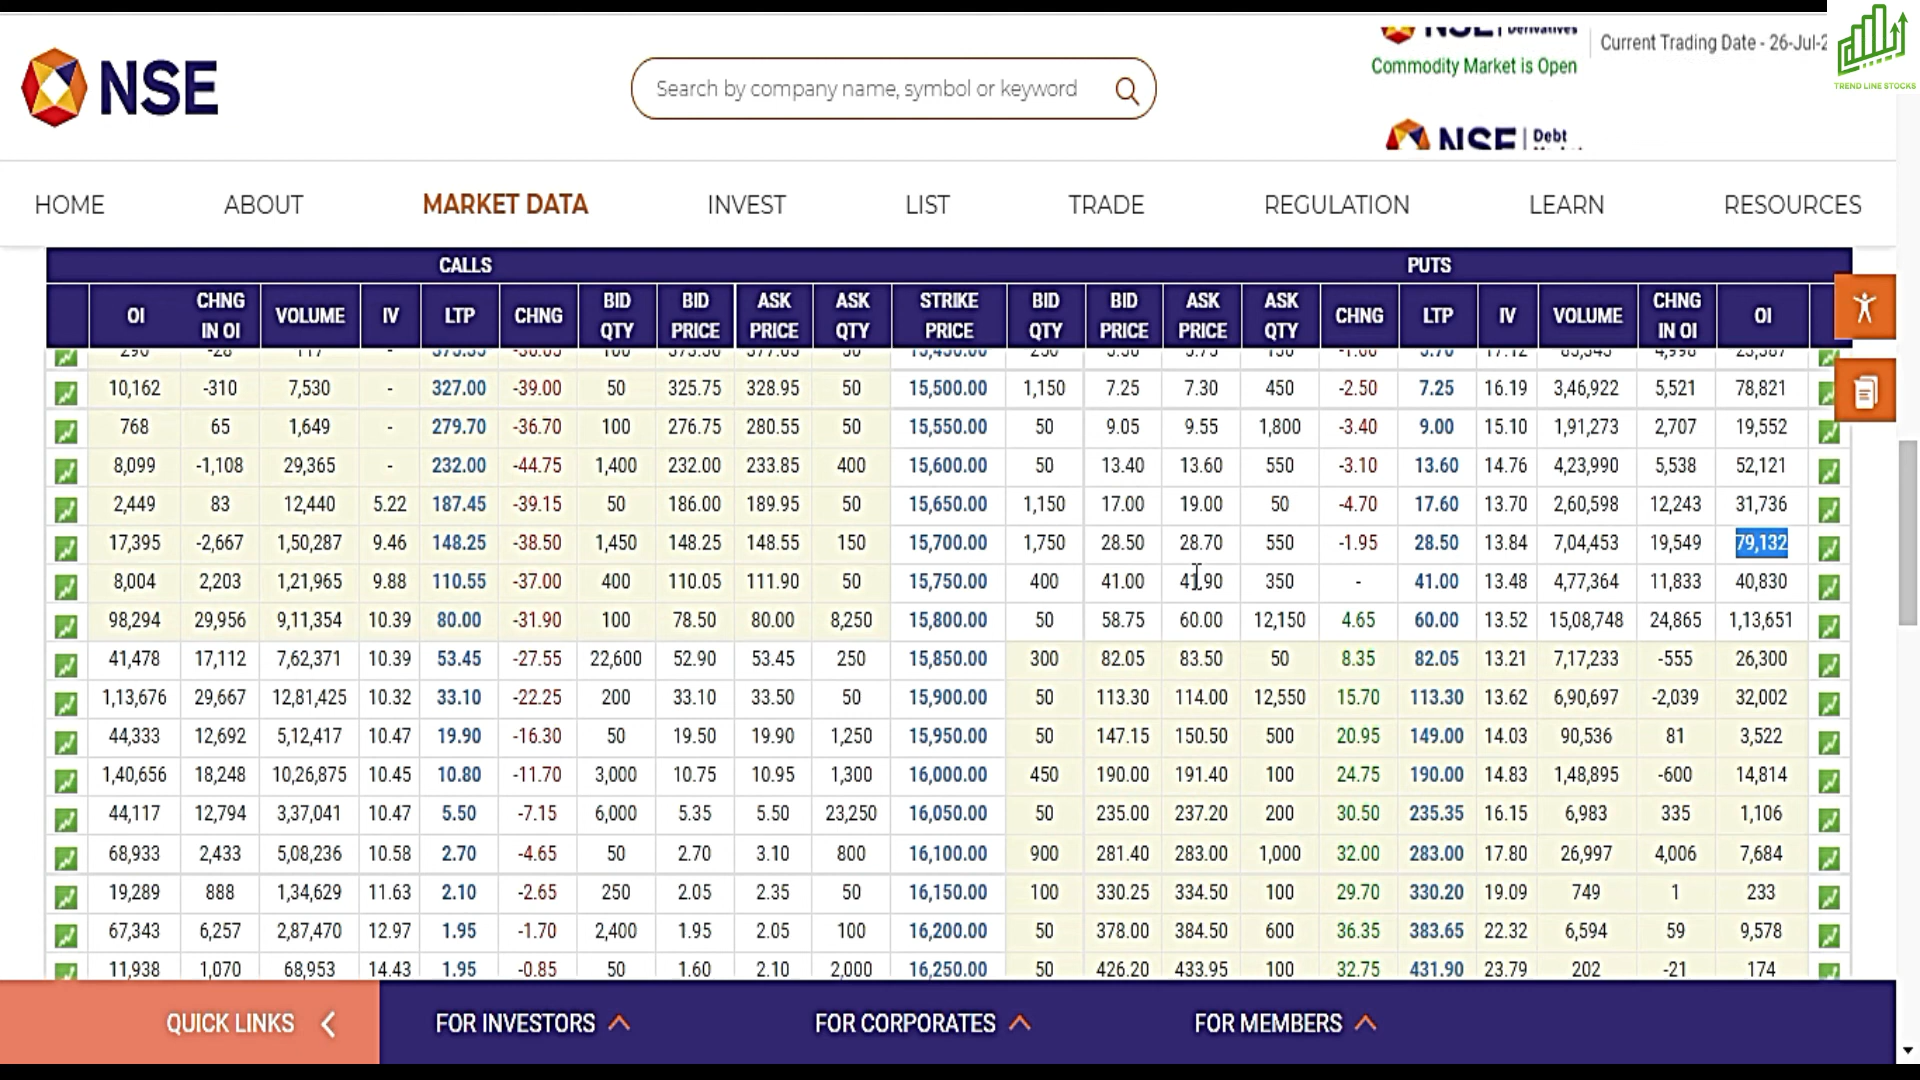 NSE
Search by company name, symbol or keyword
Commodity Market is Open
Current Trading Date - 26-Jul-2
TREND LINE STOCKS
NSE | Debt
HOME ABOUT MARKET DATA INVEST LIST TRADE REGULATION LEARN RESOURCES
CALLS PUTS
OI CHNG IN OI VOLUME IV LTP CHNG BID QTY BID PRICE ASK PRICE ASK QTY STRIKE PRICE BID QTY BID PRICE ASK PRICE ASK QTY CHNG LTP IV VOLUME CHNG IN OI OI
10,162 -310 7,530 - 327.00 -39.00 50 325.75 328.95 50 15,500.00 1,150 7.25 7.30 450 -2.50 7.25 16.19 3,46,922 5,521 78,821
768 65 1,649 - 279.70 -36.70 100 276.75 280.55 50 15,550.00 50 9.05 9.55 1,800 -3.40 9.00 15.10 1,91,273 2,707 19,552
8,099 -1,108 29,365 - 232.00 -44.75 1,400 232.00 233.85 400 15,600.00 50 13.40 13.60 550 -3.10 13.60 14.76 4,23,990 5,538 52,121
2,449 83 12,440 5.22 187.45 -39.15 50 186.00 189.95 50 15,650.00 1,150 17.00 19.00 50 -4.70 17.60 13.70 2,60,598 12,243 31,736
17,395 -2,667 1,50,287 9.46 148.25 -38.50 1,450 148.25 148.55 150 15,700.00 1,750 28.50 28.70 550 -1.95 28.50 13.84 7,04,453 19,549 79,132
8,004 2,203 1,21,965 9.88 110.55 -37.00 400 110.05 111.90 50 15,750.00 400 41.00 41.90 350 - 41.00 13.48 4,77,364 11,833 40,830
98,294 29,956 9,11,354 10.39 80.00 -31.90 100 78.50 80.00 8,250 15,800.00 50 58.75 60.00 12,150 4.65 60.00 13.52 15,08,748 24,865 1,13,651
41,478 17,112 7,62,371 10.39 53.45 -27.55 22,600 52.90 53.45 250 15,850.00 300 82.05 83.50 50 8.35 82.05 13.21 7,17,233 -555 26,300
1,13,676 29,667 12,81,425 10.32 33.10 -22.25 200 33.10 33.50 50 15,900.00 50 113.30 114.00 12,550 15.70 113.30 13.62 6,90,697 -2,039 32,002
44,333 12,692 5,12,417 10.47 19.90 -16.30 50 19.50 19.90 1,250 15,950.00 50 147.15 150.50 500 20.95 149.00 14.03 90,536 81 3,522
1,40,656 18,248 10,26,875 10.45 10.80 -11.70 3,000 10.75 10.95 1,300 16,000.00 450 190.00 191.40 100 24.75 190.00 14.83 1,48,895 -600 14,814
44,117 12,794 3,37,041 10.47 5.50 -7.15 6,000 5.35 5.50 23,250 16,050.00 50 235.00 237.20 200 30.50 235.35 16.15 6,983 335 1,106
68,933 2,433 5,08,236 10.58 2.70 -4.65 50 2.70 3.10 800 16,100.00 900 281.40 283.00 1,000 32.00 283.00 17.80 26,997 4,006 7,684
19,289 888 1,34,629 11.63 2.10 -2.65 250 2.05 2.35 50 16,150.00 100 330.25 334.50 100 29.70 330.20 19.09 749 1 233
67,343 6,257 2,87,470 12.97 1.95 -1.70 2,400 1.95 2.05 100 16,200.00 50 378.00 384.50 600 36.35 383.65 22.32 6,594 59 9,578
11,938 1,070 68,953 14.43 1.95 -0.85 50 1.60 2.10 2,000 16,250.00 50 426.20 433.95 100 32.75 431.90 23.79 202 -21 174
QUICK LINKS FOR INVESTORS FOR CORPORATES FOR MEMBERS